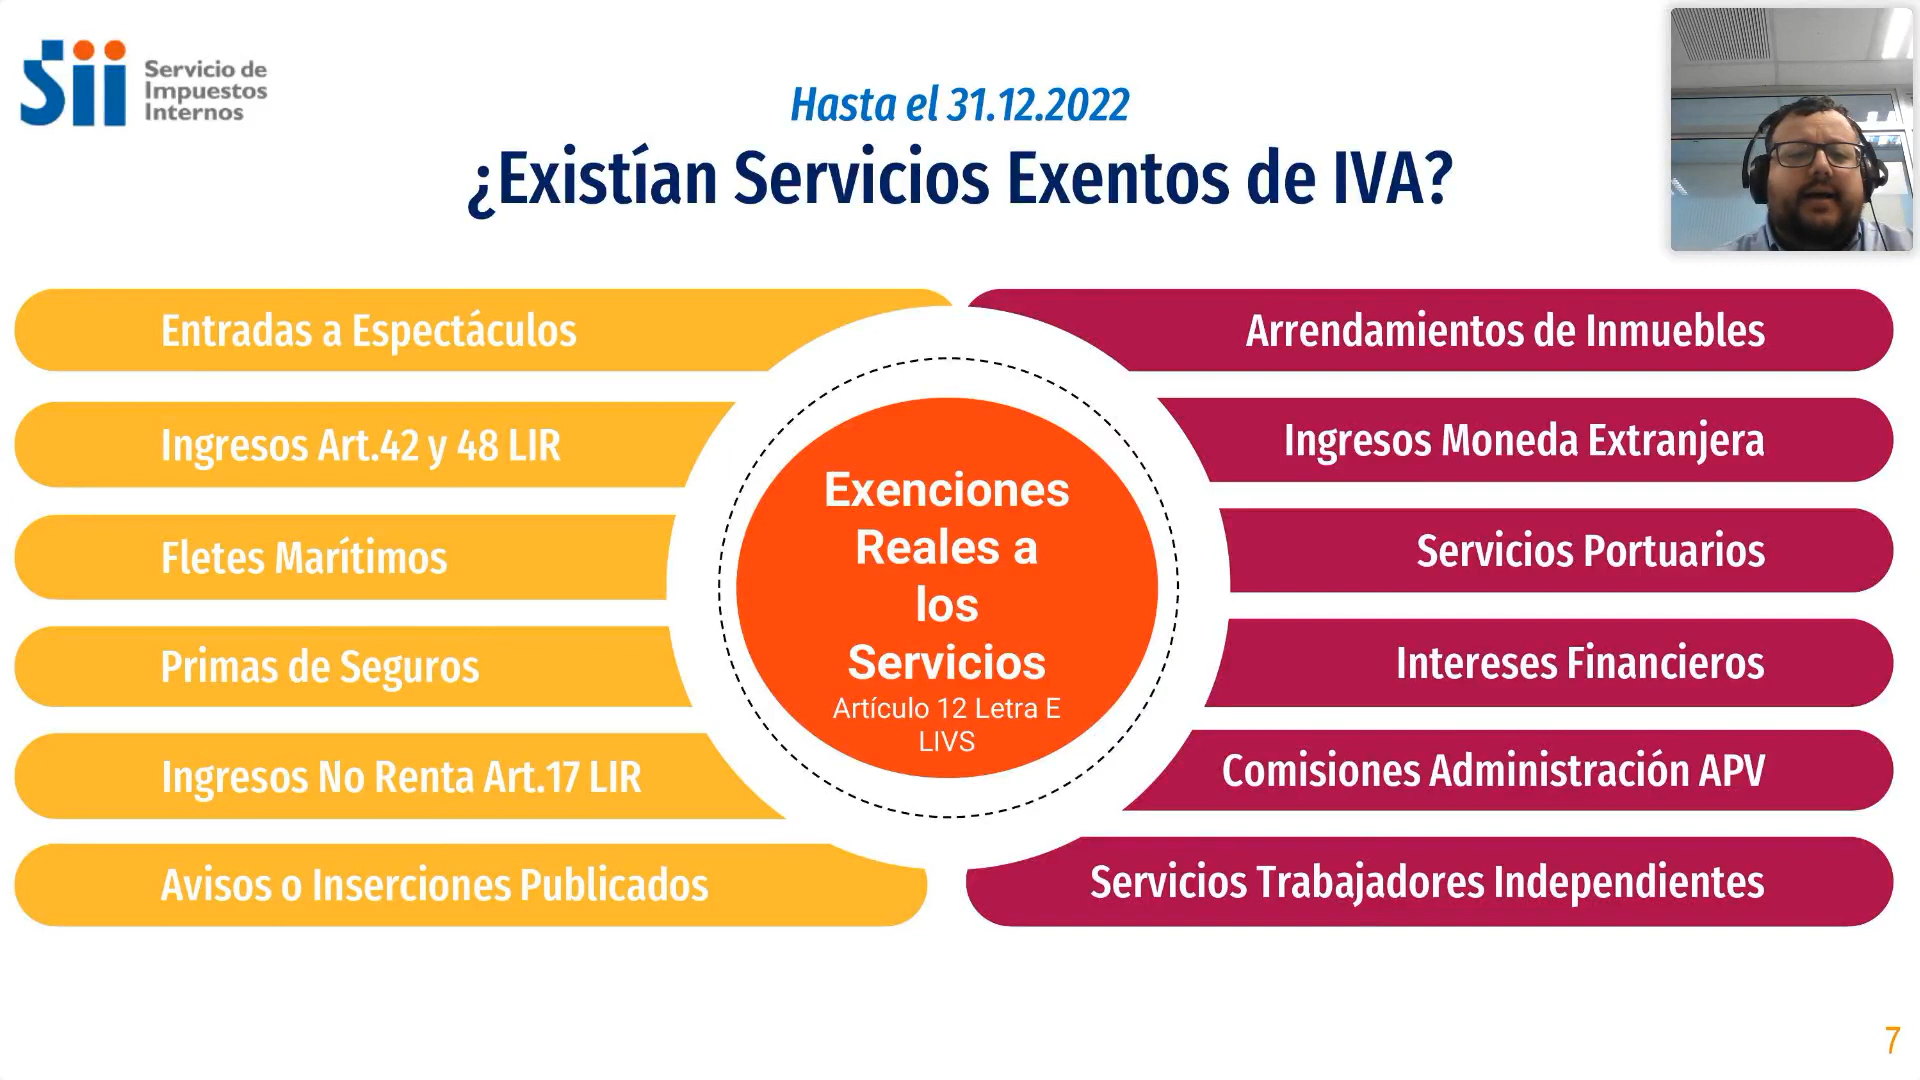 Sii Servicio de
Impuestos
Internos
Hasta el 31.12.2022
¿Existían Servicios Exentos de IVA?
Entradas a Espectáculos
Ingresos Art.42 y 48 LIR
Fletes Marítimos
Primas de Seguros
Ingresos No Renta Art.17 LIR
Avisos o Inserciones Publicados
Exenciones
Reales a
los
Servicios
Artículo 12 Letra E
LIVS
Arrendamientos de Inmuebles
Ingresos Moneda Extranjera
Servicios Portuarios
Intereses Financieros
Comisiones Administración APV
Servicios Trabajadores Independientes
7